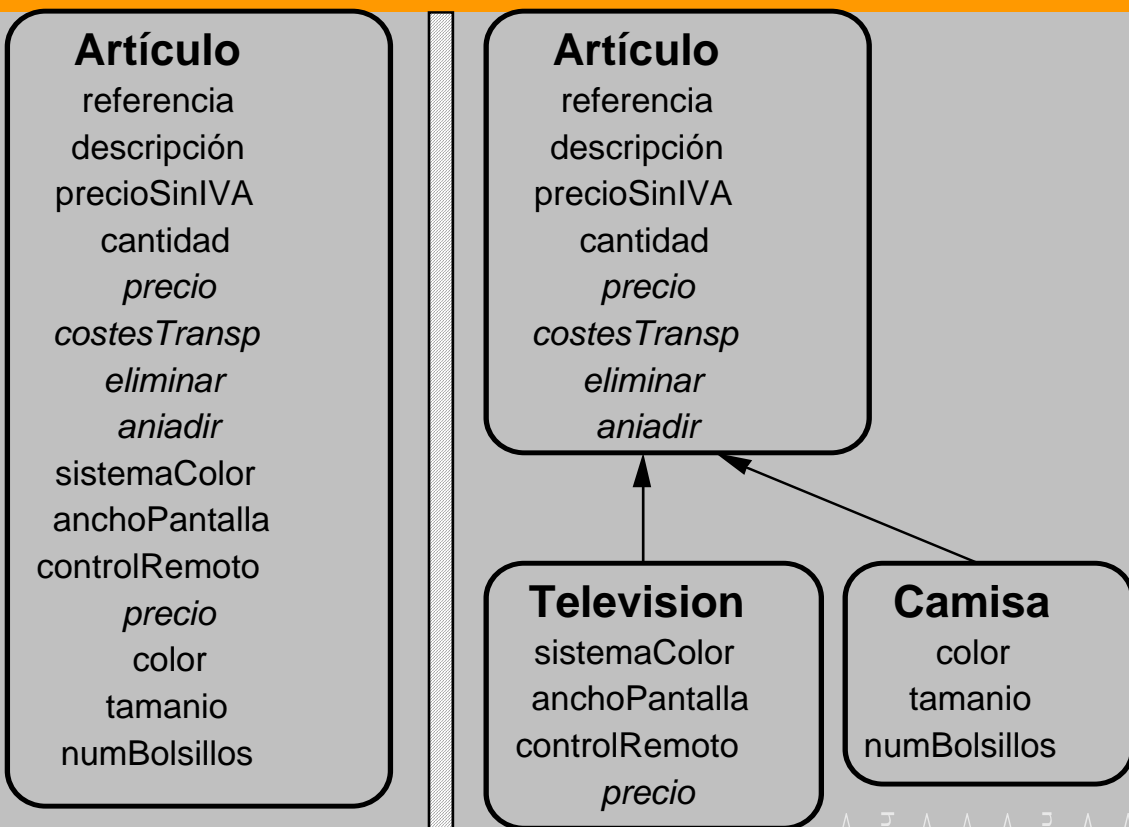 Artículo
referencia
descripción
precioSinIVA
cantidad
precio
costesTransp
eliminar
aniadir
sistemaColor
anchoPantalla
controlRemoto
precio
color
tamanio
numBolsillos
Artículo
referencia
descripción
precioSinIVA
cantidad
precio
costesTransp
eliminar
aniadir
Television
sistemaColor
anchoPantalla
controlRemoto
precio
Camisa
color
tamanio
numBolsillos